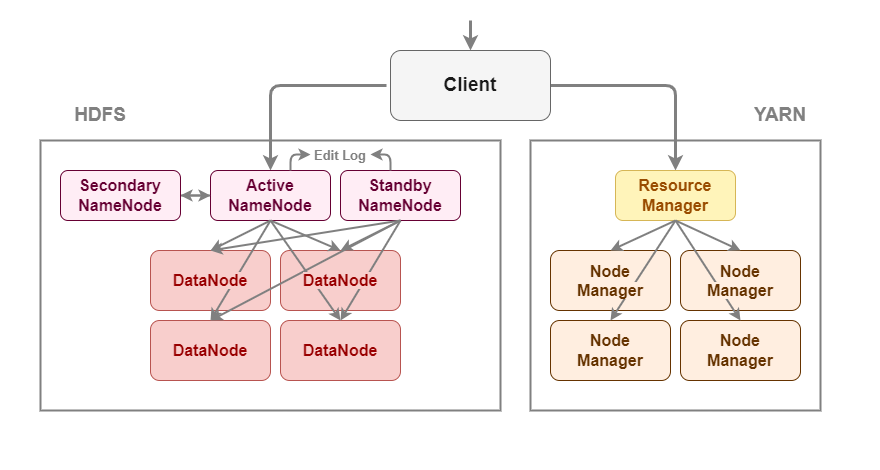 Client
HDFS
YARN
Edit Log
Secondary
NameNode
Active
NameNode
Standby
NameNode
Resource
Manager
DataNode
DataNode
Node
Manager
Node
Manager
DataNode
DataNode
Node
Manager
Node
Manager